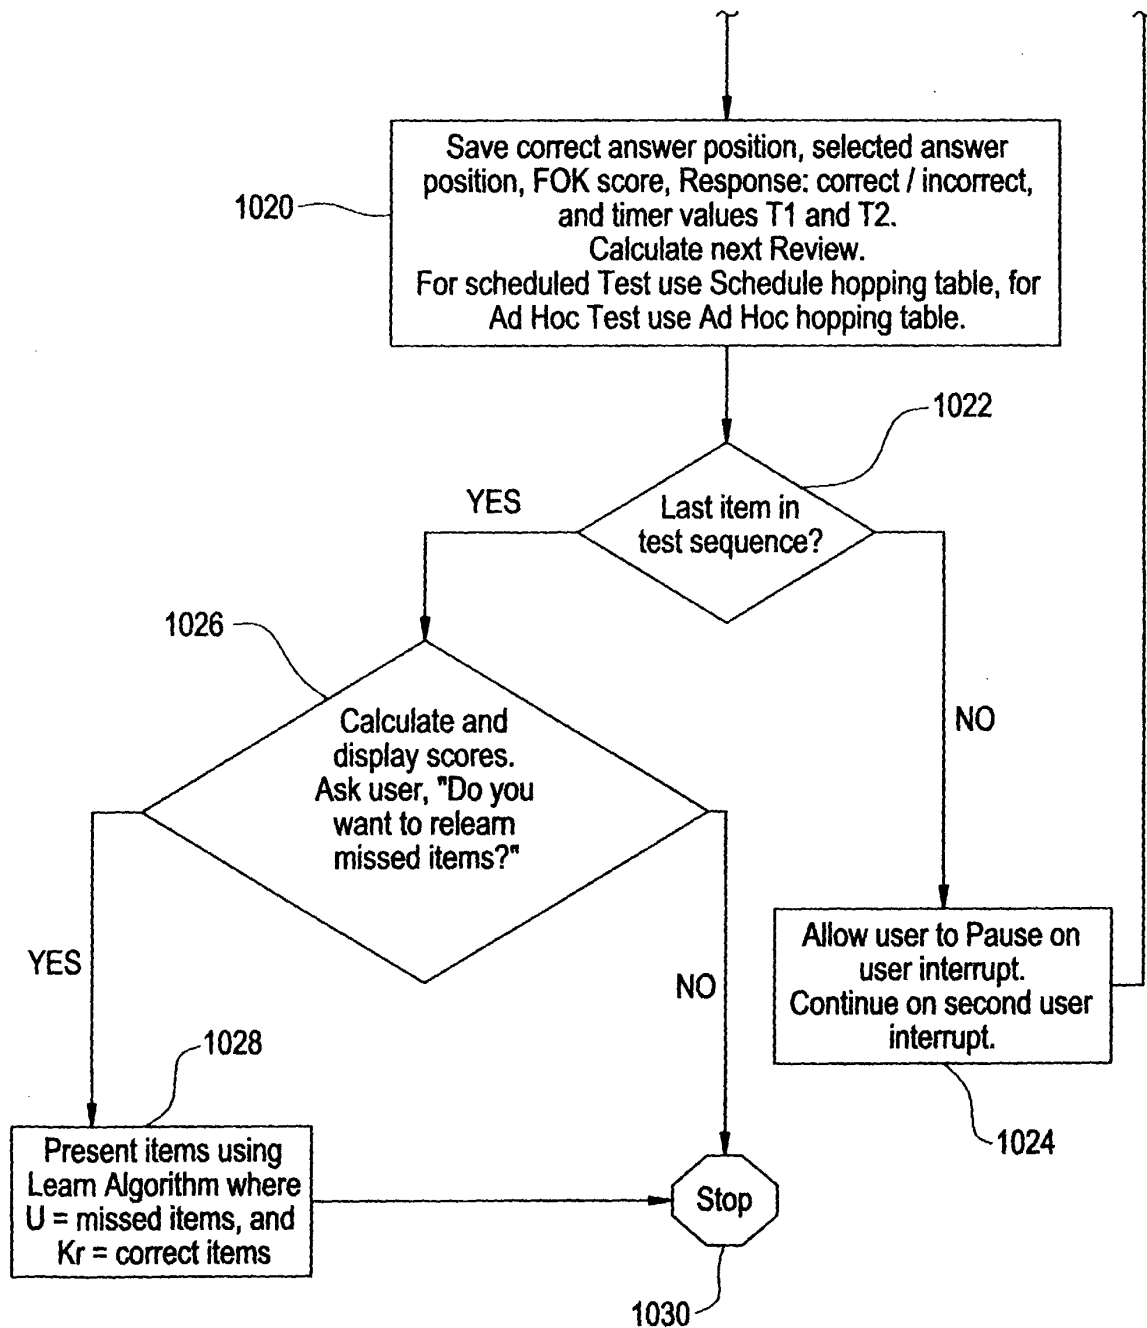 Save correct answer position, selected answer
position, FOK score, Response: correct / incorrect,
and timer values T1 and T2.
Calculate next Review.
For scheduled Test use Schedule hopping table, for
Ad Hoc Test use Ad Hoc hopping table.
1020
1022
YES
Last item in
test sequence?
1026
NO
Calculate and
display scores.
Ask user, "Do you
want to relearn
missed items?"
YES
NO
Allow user to Pause on
user interrupt.
Continue on second user
interrupt.
1028
1024
Present items using
Learn Algorithm where
U = missed items, and
Kr = correct items
Stop
1030